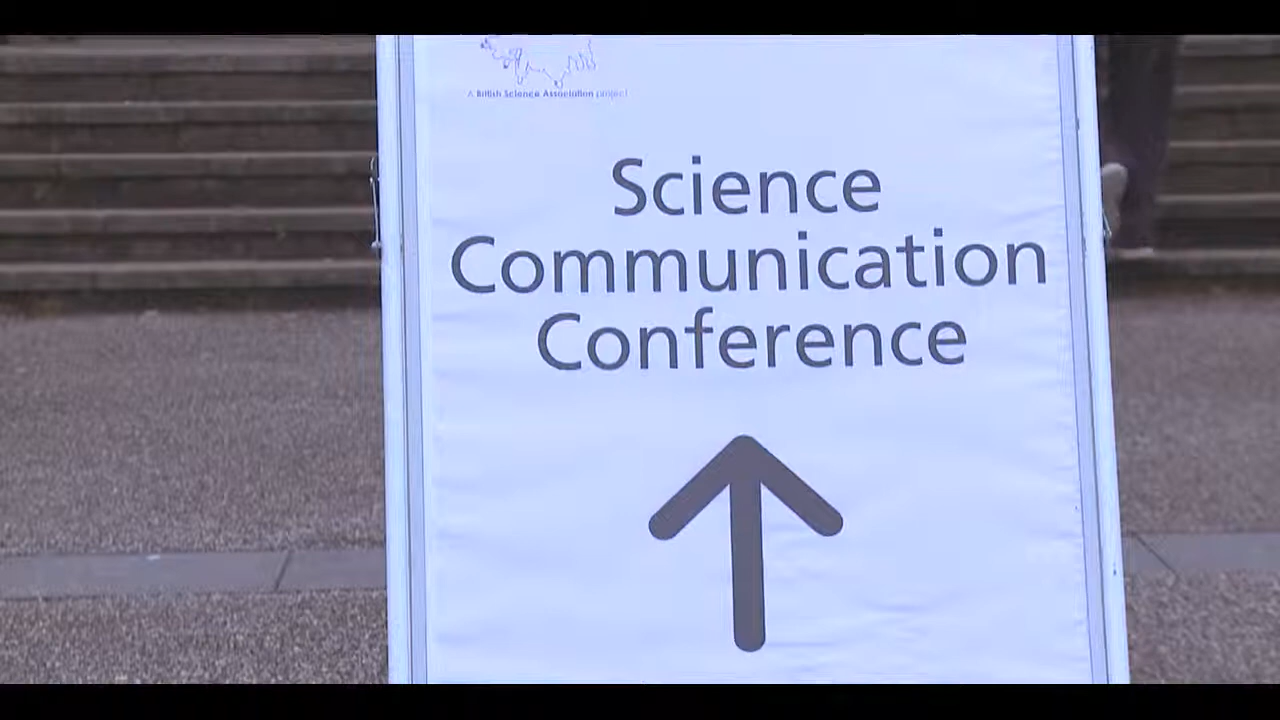 A British Science Association project
Science
Communication
Conference